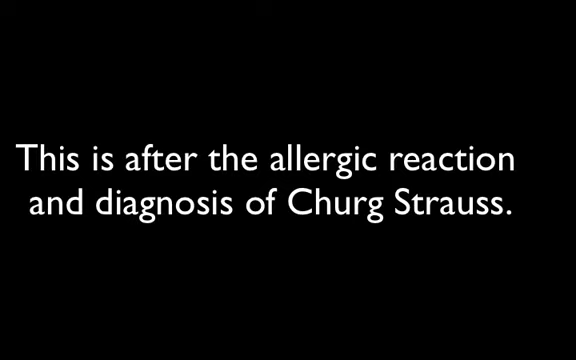 This is after the allergic reaction
and diagnosis of Churg Strauss.